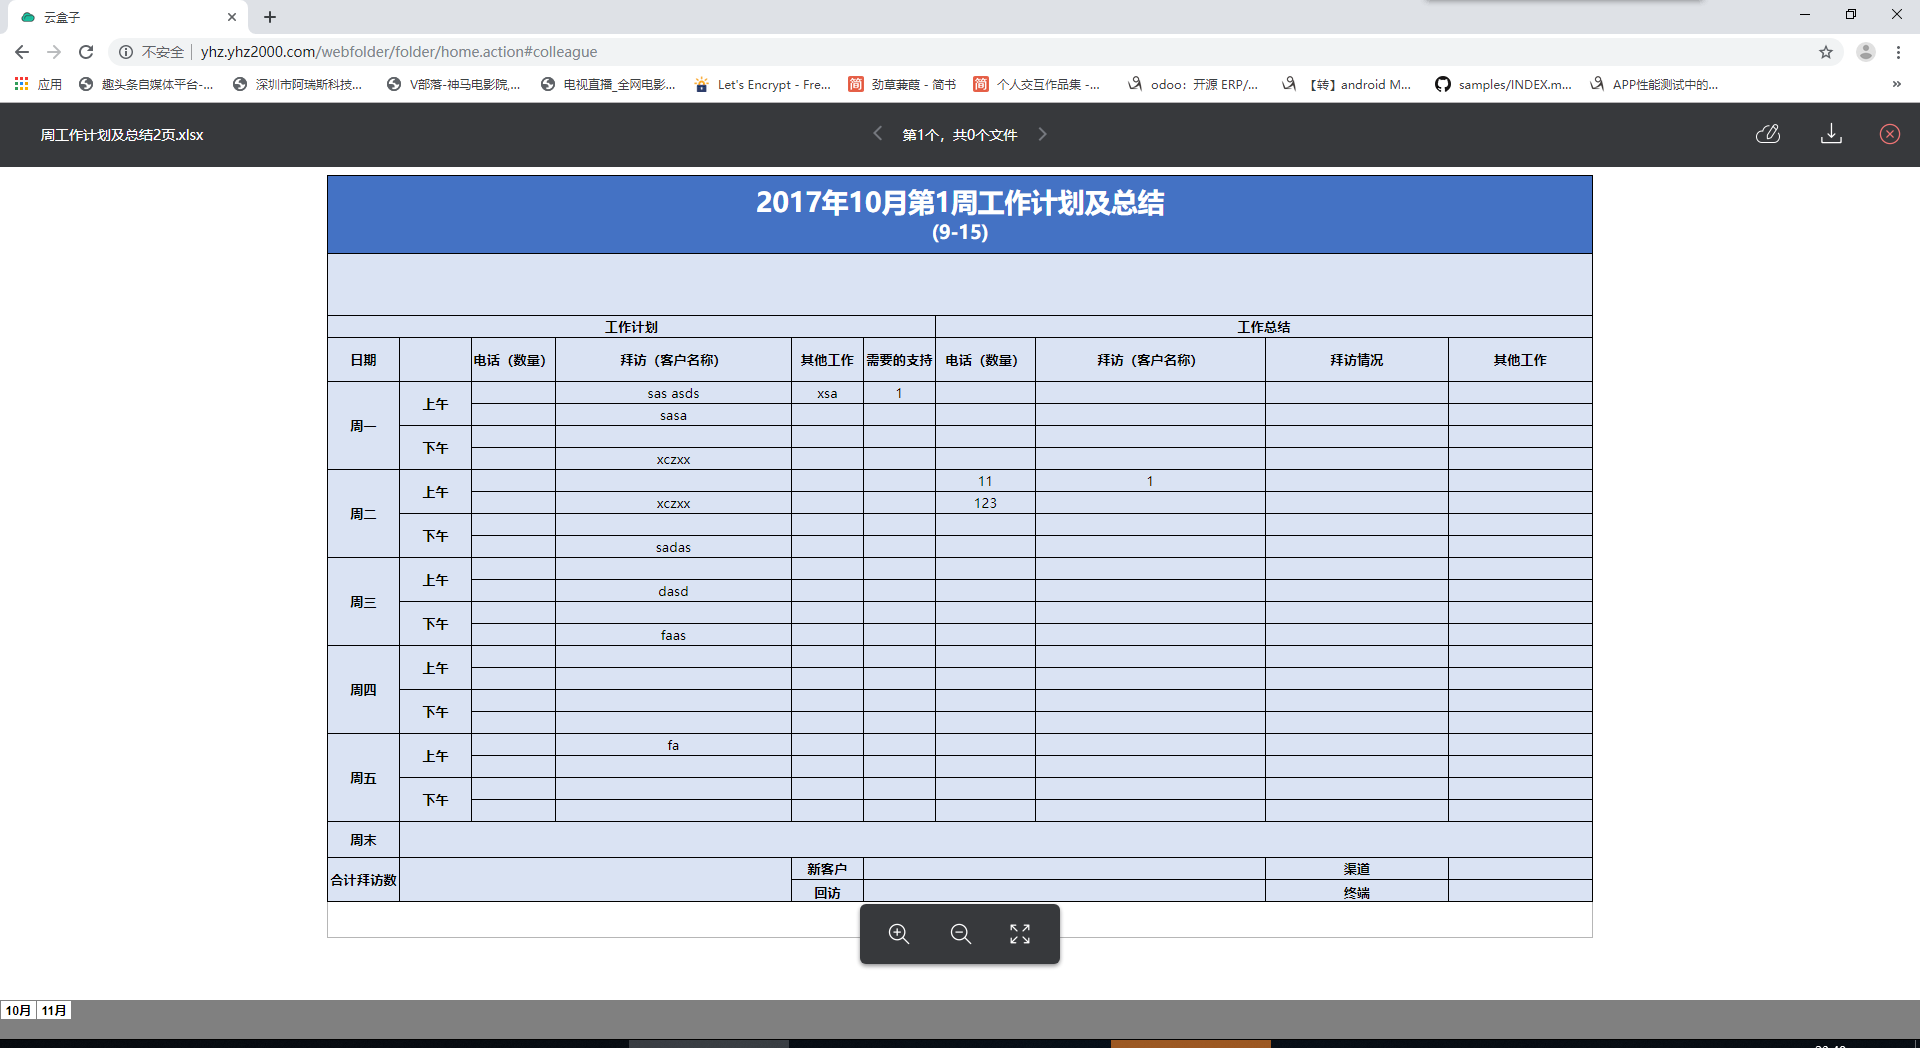 云盒子
不安全 yhz.yhz2000.com/webfolder/folder/home.action#colleague
应用 趣头条自媒体平台-... 深圳市阿瑞斯科技... V部落-神马电影院,... 电视直播_全网电影... Let's Encrypt - Fre... 简 劲草蒹葭 - 简书 简 个人交互作品集 -... odoo：开源 ERP/... 【转】android M... samples/INDEX.m... APP性能测试中的... »
周工作计划及总结2页.xlsx 第1个，共0个文件
2017年10月第1周工作计划及总结
(9-15)
工作计划 工作总结
日期 电话（数量） 拜访（客户名称） 其他工作 需要的支持 电话（数量） 拜访（客户名称） 拜访情况 其他工作
周一 上午 sas asds xsa 1
sasa
下午
xczxx
周二 上午 11 1
xczxx 123
下午
sadas
周三 上午
dasd
下午
faas
周四 上午
下午
周五 上午 fa
下午
周末
合计拜访数 新客户 渠道
回访 终端
10月 11月